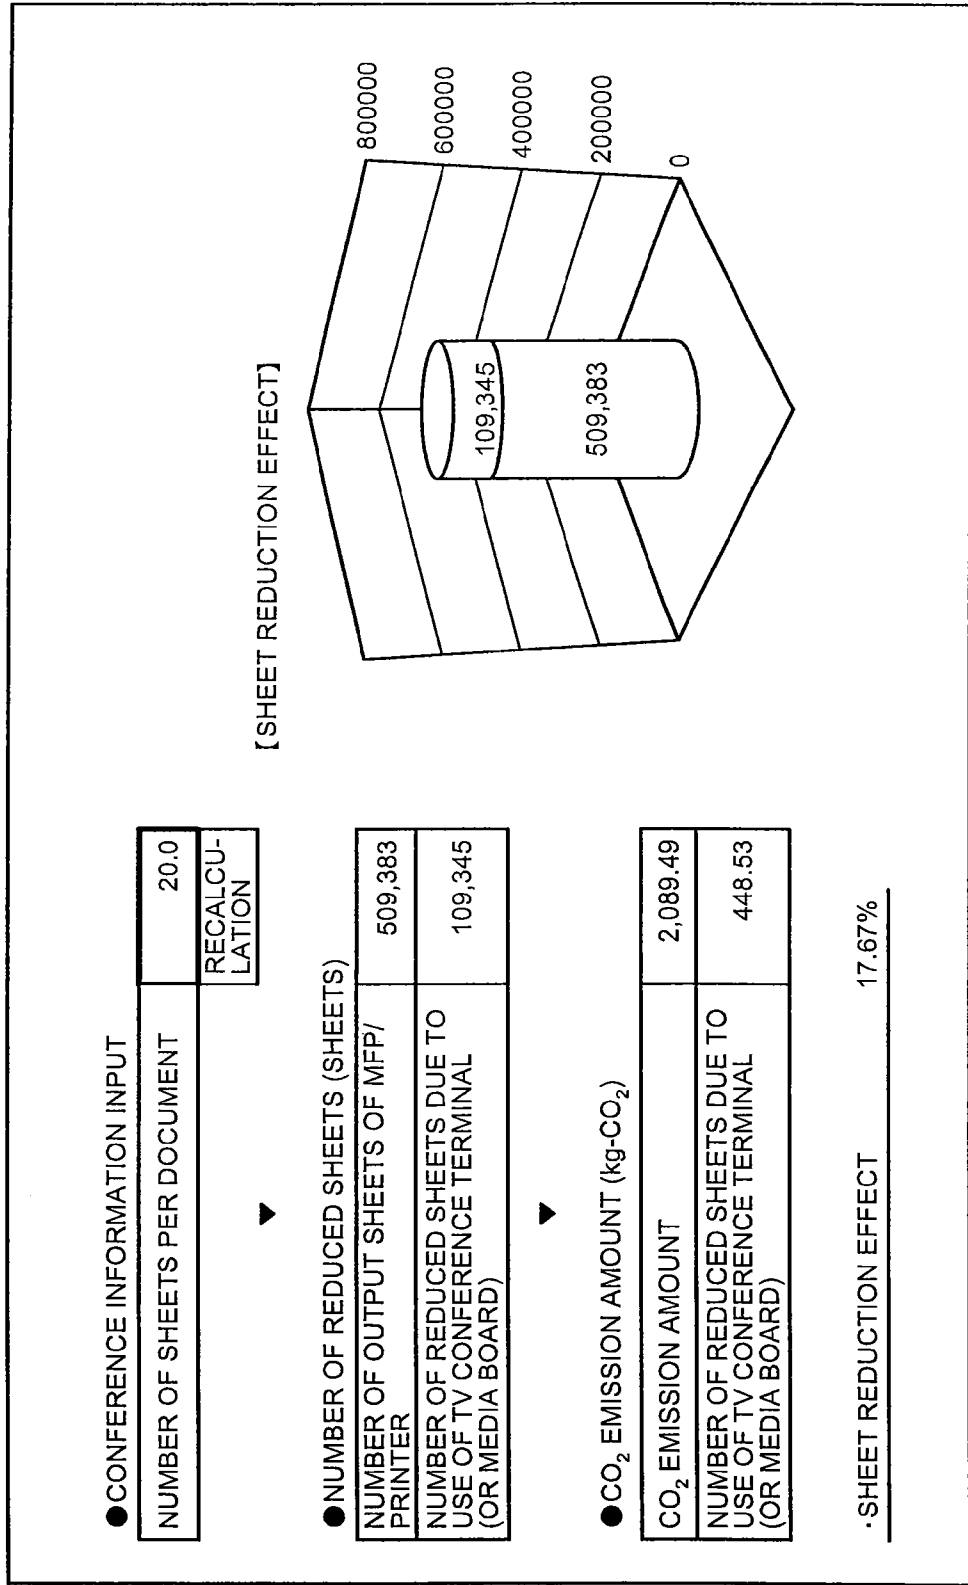 ●CONFERENCE INFORMATION INPUT
NUMBER OF SHEETS PER DOCUMENT 20.0
RECALCU-
LATION
▼
●NUMBER OF REDUCED SHEETS (SHEETS)
NUMBER OF OUTPUT SHEETS OF MFP/
PRINTER
509,383
NUMBER OF REDUCED SHEETS DUE TO
USE OF TV CONFERENCE TERMINAL
(OR MEDIA BOARD)
109,345
▼
●CO₂ EMISSION AMOUNT (kg-CO₂)
CO₂ EMISSION AMOUNT 2,089.49
NUMBER OF REDUCED SHEETS DUE TO
USE OF TV CONFERENCE TERMINAL
(OR MEDIA BOARD)
448.53
·SHEET REDUCTION EFFECT 17.67%
【SHEET REDUCTION EFFECT】
800000
600000
400000
200000
0
109,345
509,383